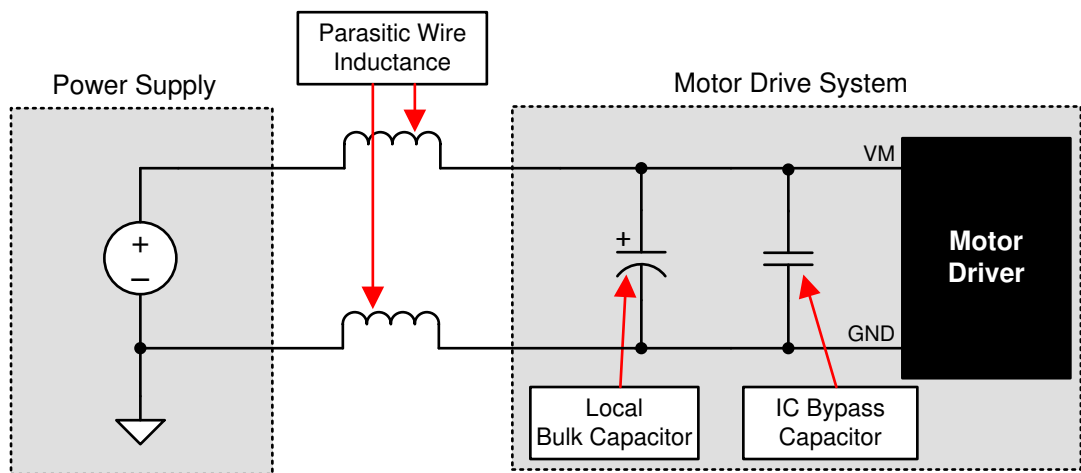 Parasitic Wire
Inductance
Power Supply
Motor Drive System
VM
+
–
+
Motor
Driver
GND
Local
Bulk Capacitor
IC Bypass
Capacitor